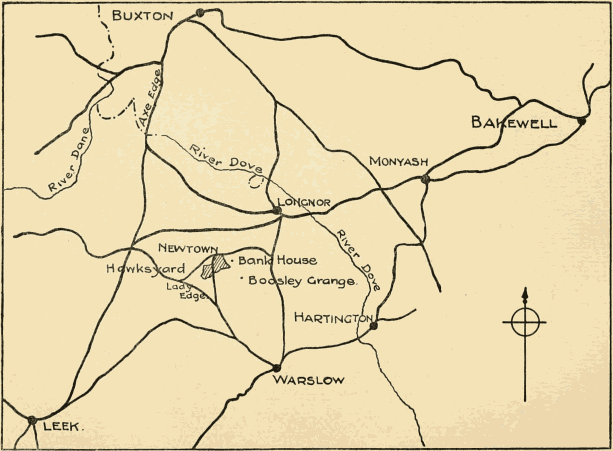 BUXTON
Axe Edge
River Dane
BAKEWELL
River Dove
MONYASH
LONGNOR
NEWTOWN
Bank House
Hawksyard
Boosley Grange.
Lady
Edge
River Dove
HARTINGTON
WARSLOW
LEEK.